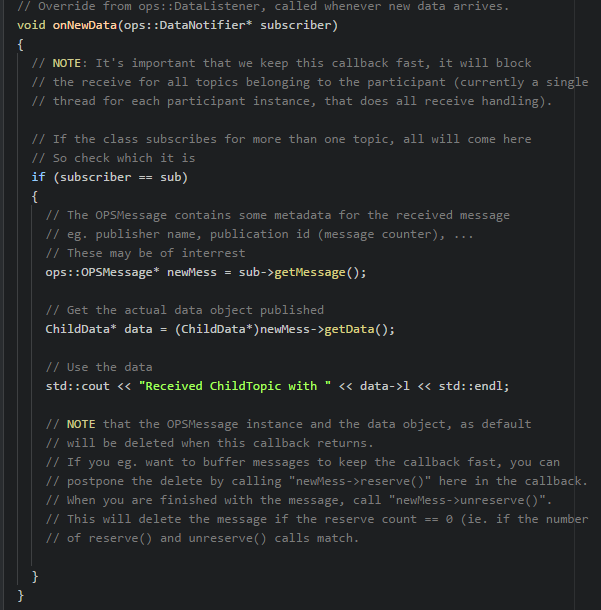 // Override from ops::DataListener, called whenever new data arrives.
void onNewData(ops::DataNotifier* subscriber)
{
// NOTE: It's important that we keep this callback fast, it will block
// the receive for all topics belonging to the participant (currently a single
// thread for each participant instance, that does all receive handling).
// If the class subscribes for more than one topic, all will come here
// So check which it is
if (subscriber == sub)
{
// The OPSMessage contains some metadata for the received message
// eg. publisher name, publication id (message counter), ...
// These may be of interrest
ops::OPSMessage* newMess = sub->getMessage();
// Get the actual data object published
ChildData* data = (ChildData*)newMess->getData();
// Use the data
std::cout << "Received ChildTopic with " << data->l << std::endl;
// NOTE that the OPSMessage instance and the data object, as default
// will be deleted when this callback returns.
// If you eg. want to buffer messages to keep the callback fast, you can
// postpone the delete by calling "newMess->reserve()" here in the callback.
// When you are finished with the message, call "newMess->unreserve()".
// This will delete the message if the reserve count == 0 (ie. if the number
// of reserve() and unreserve() calls match.
}
}